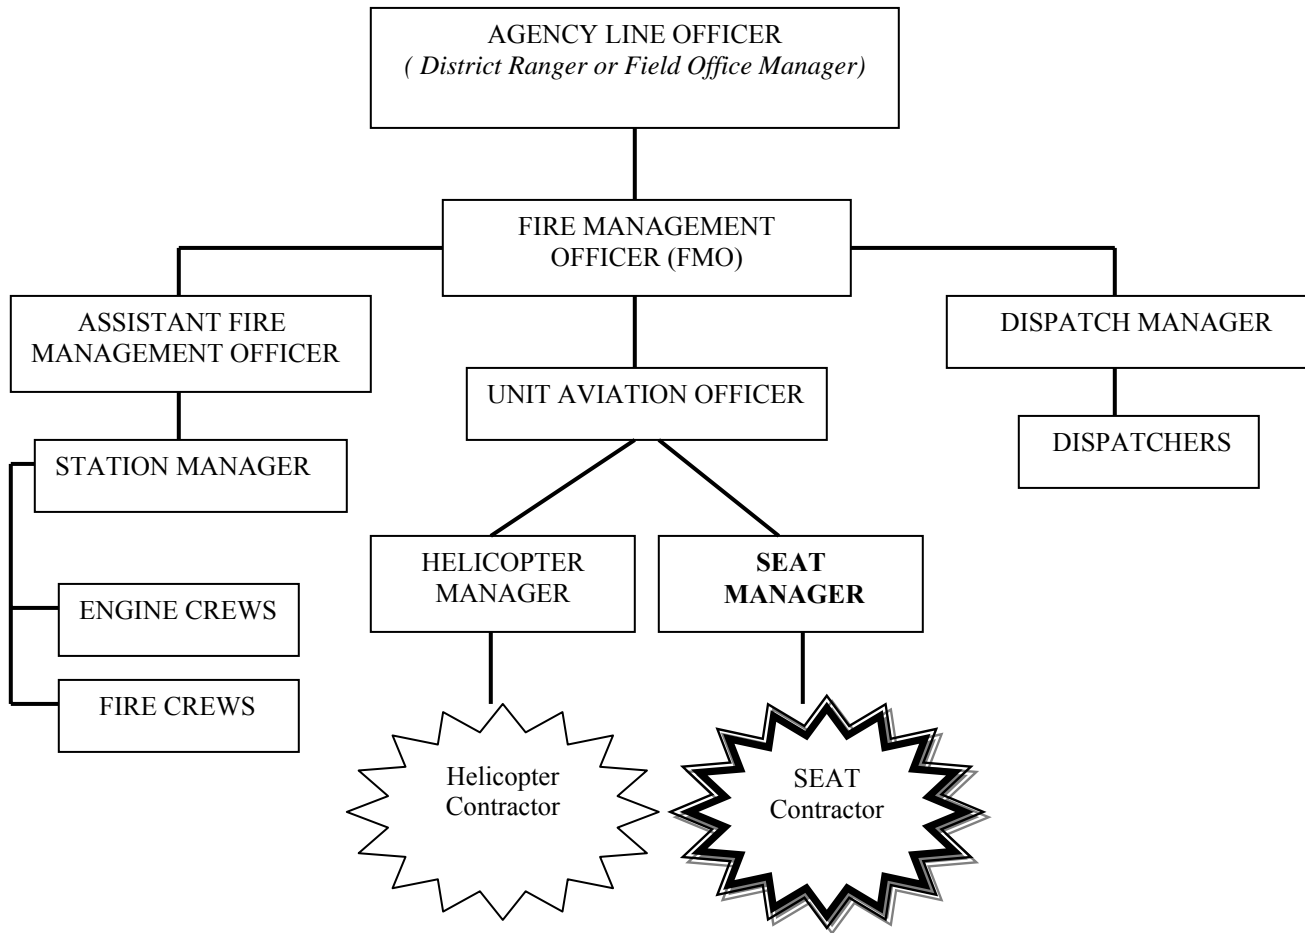 AGENCY LINE OFFICER
( District Ranger or Field Office Manager)
FIRE MANAGEMENT
OFFICER (FMO)
ASSISTANT FIRE
MANAGEMENT OFFICER
DISPATCH MANAGER
UNIT AVIATION OFFICER
DISPATCHERS
STATION MANAGER
HELICOPTER
MANAGER
SEAT
MANAGER
ENGINE CREWS
FIRE CREWS
Helicopter
Contractor
SEAT
Contractor